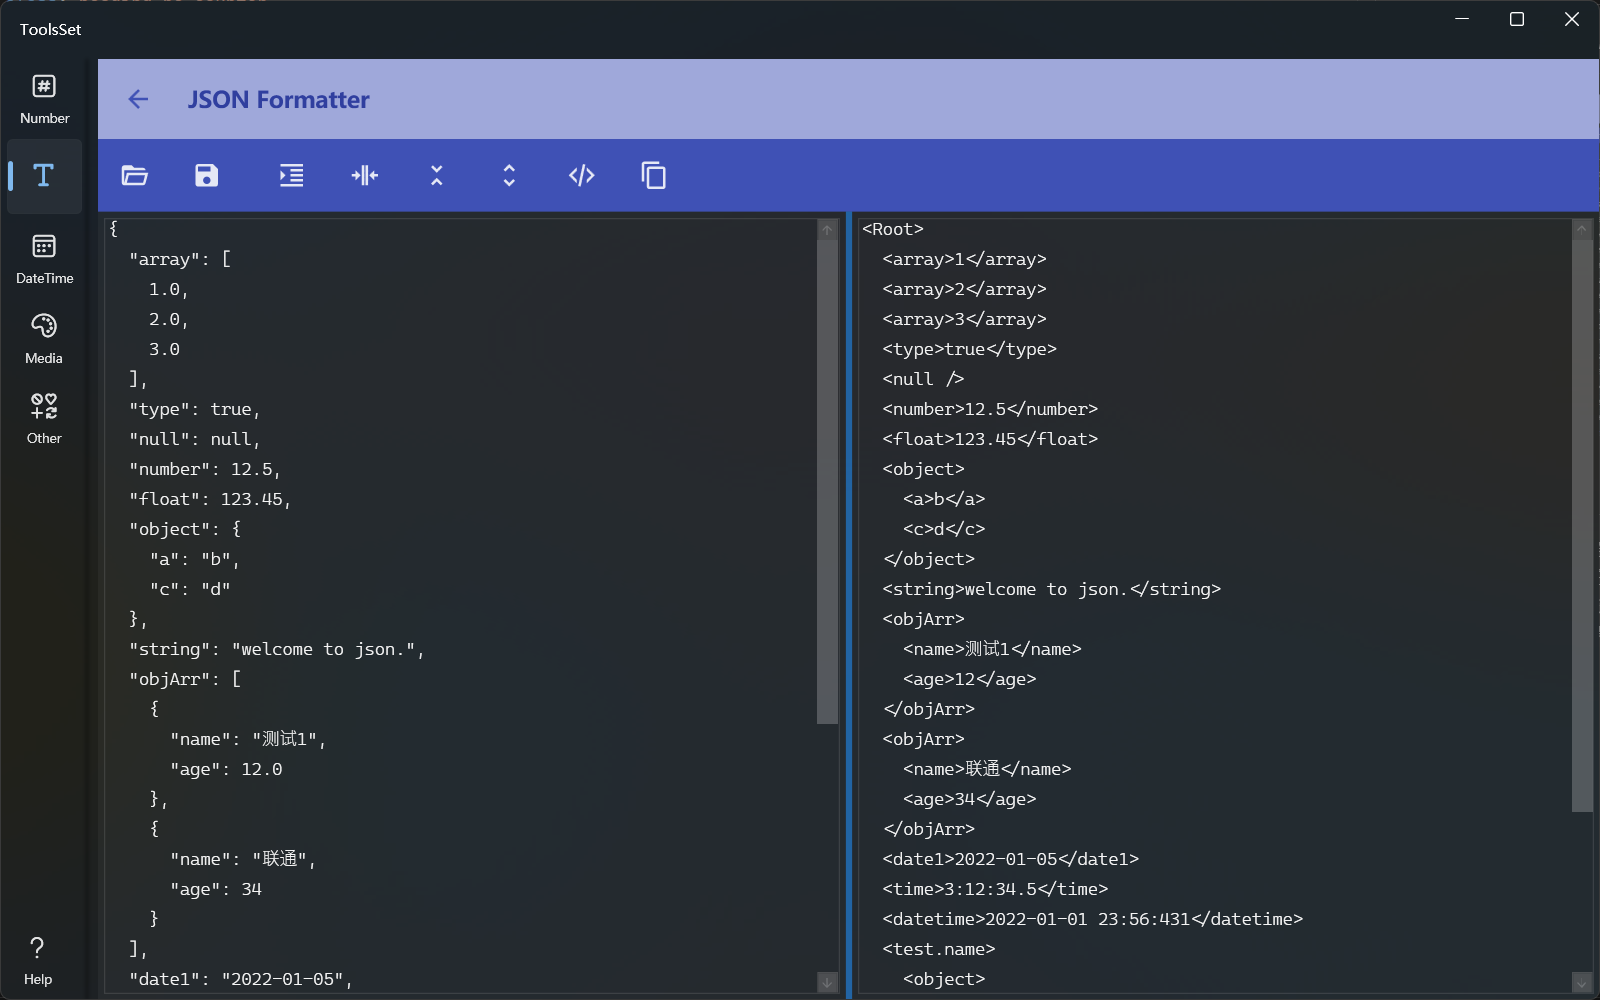 ToolsSet
Number
DateTime
Media
Other
Help
JSON Formatter
{
"array": [
1.0,
2.0,
3.0
],
"type": true,
"null": null,
"number": 12.5,
"float": 123.45,
"object": {
"a": "b",
"c": "d"
},
"string": "welcome to json.",
"objArr": [
{
"name": "测试1",
"age": 12.0
},
{
"name": "联通",
"age": 34
}
],
"date1": "2022-01-05",
<Root>
<array>1</array>
<array>2</array>
<array>3</array>
<type>true</type>
<null />
<number>12.5</number>
<float>123.45</float>
<object>
<a>b</a>
<c>d</c>
</object>
<string>welcome to json.</string>
<objArr>
<name>测试1</name>
<age>12</age>
</objArr>
<objArr>
<name>联通</name>
<age>34</age>
</objArr>
<date1>2022-01-05</date1>
<time>3:12:34.5</time>
<datetime>2022-01-01 23:56:431</datetime>
<test.name>
<object>